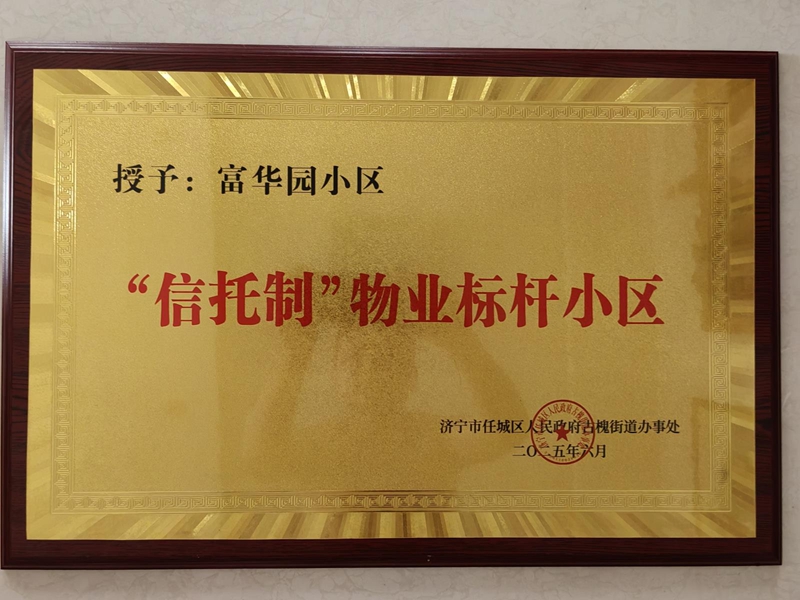 授予：富华园小区
“信托制”物业标杆小区
济宁市任城区人民政府古槐街道办事处
二〇二五年六月